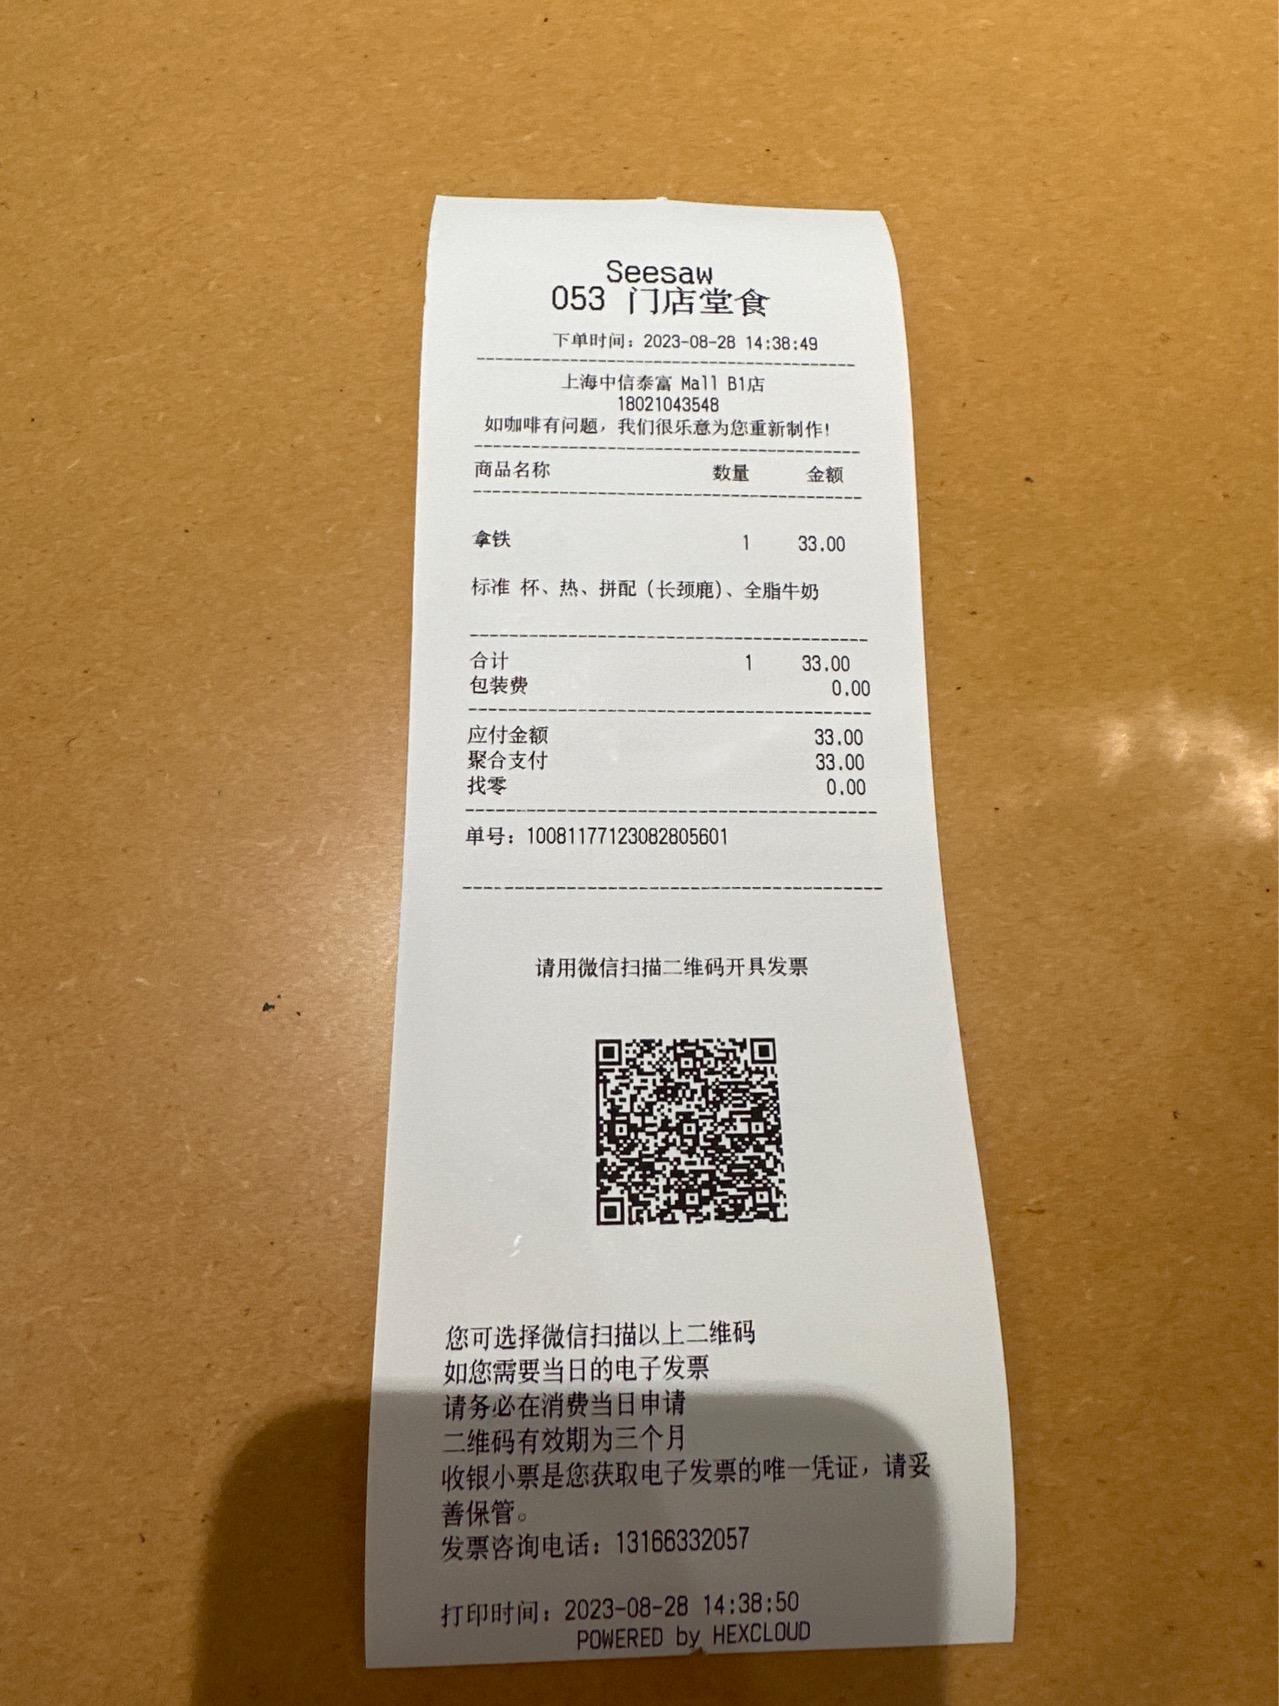 Seesaw
053 门店堂食
下单时间：2023-08-28 14:38:49
上海中信泰富 Mall B1店
18021043548
如咖啡有问题，我们很乐意为您重新制作！
商品名称 数量 金额
拿铁 1 33.00
标准 杯、热、拼配（长颈鹿）、全脂牛奶
合计 1 33.00
包装费 0.00
应付金额 33.00
聚合支付 33.00
找零 0.00
单号：10081177123082805601
请用微信扫描二维码开具发票
您可选择微信扫描以上二维码
如您需要当日的电子发票
请务必在消费当日申请
二维码有效期为三个月
收银小票是您获取电子发票的唯一凭证，请妥
善保管。
发票咨询电话：13166332057
打印时间：2023-08-28 14:38:50
POWERED by HEXCLOUD